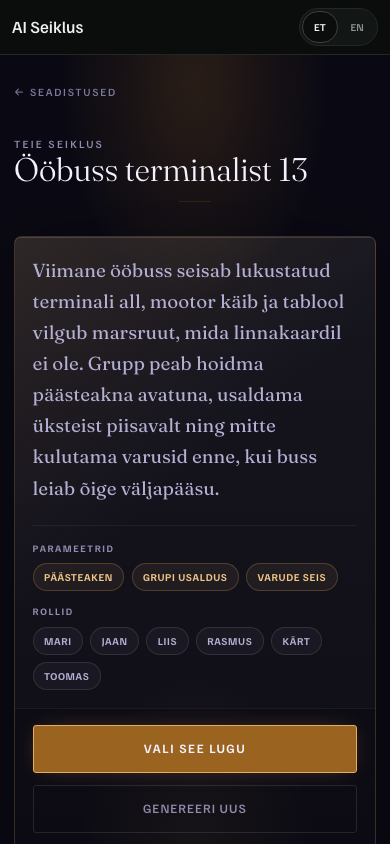 AI Seiklus
ET EN
← SEADISTUSED
TEIE SEIKLUS
Ööbuss terminalist 13
Viimane ööbuss seisab lukustatud
terminali all, mootor käib ja tablool
vilgub marsruut, mida linnakaardil
ei ole. Grupp peab hoidma
päästeakna avatuna, usaldama
üksteist piisavalt ning mitte
kulutama varusid enne, kui buss
leiab õige väljapääsu.
PARAMEETRID
PÄÄSTEAKEN GRUPI USALDUS VARUDE SEIS
ROLLID
MARI JAAN LIIS RASMUS KÄRT
TOOMAS
VALI SEE LUGU
GENEREERI UUS